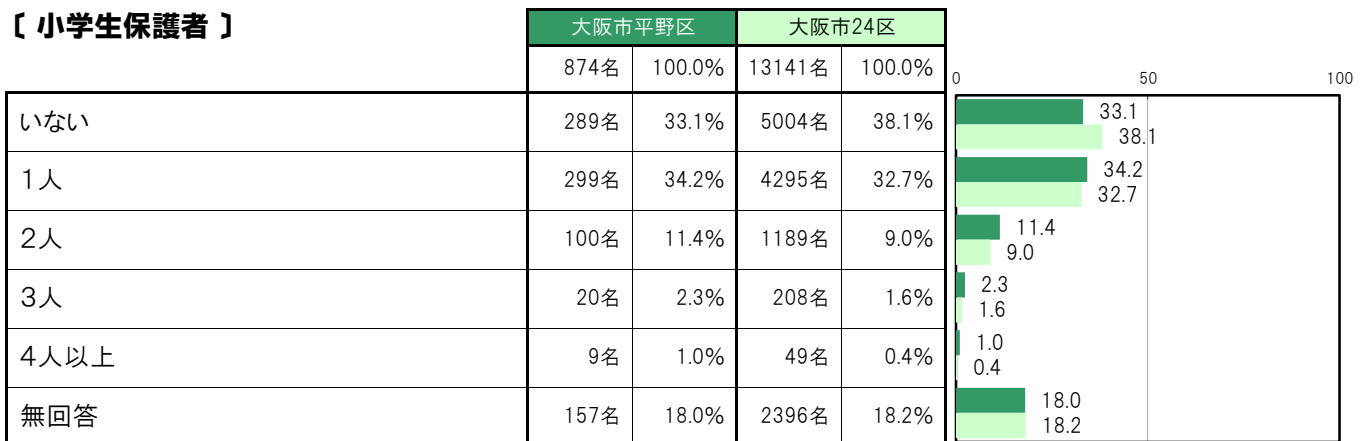 〔 小学生保護者 〕
大阪市平野区 大阪市24区
874名 100.0% 13141名 100.0%
0 50 100
いない 289名 33.1% 5004名 38.1% 33.1
38.1
1人 299名 34.2% 4295名 32.7% 34.2
32.7
2人 100名 11.4% 1189名 9.0% 11.4
9.0
3人 20名 2.3% 208名 1.6% 2.3
1.6
4人以上 9名 1.0% 49名 0.4% 1.0
0.4
無回答 157名 18.0% 2396名 18.2% 18.0
18.2